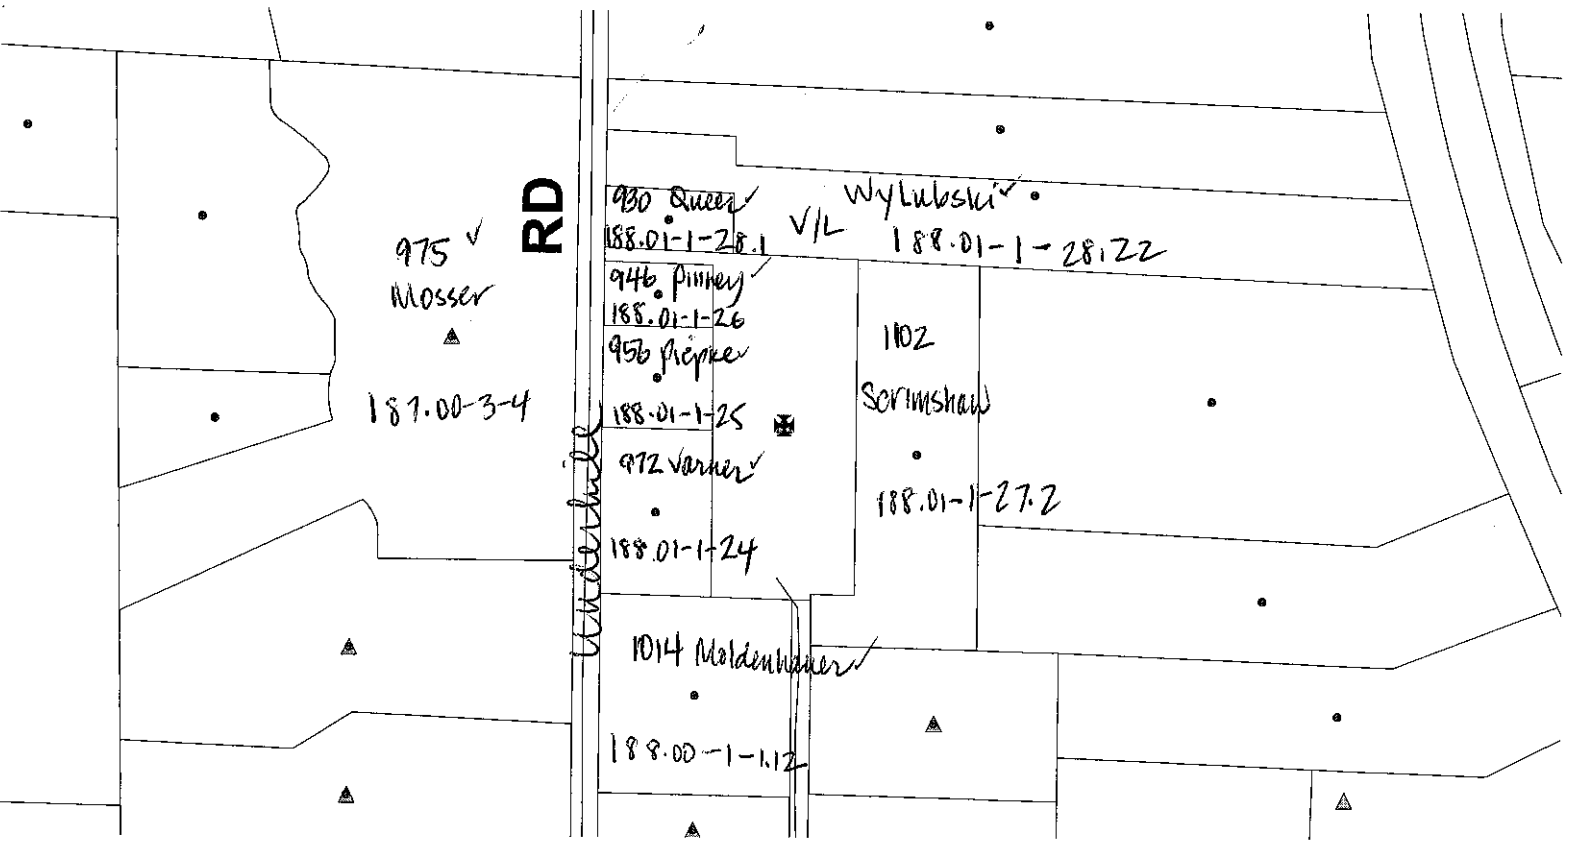 RD
Underhill
975 ✓
Mosser
187.00-3-4
930 Queer ✓
188.01-1-28.1
V/L
Wylubski ✓
188.01-1-28.22
946 Pinney ✓
188.01-1-26
956 Piepke ✓
188.01-1-25
972 Varner ✓
188.01-1-24
1102
Scrimshaw
188.01-1-27.2
1014 Moldenhauer ✓
188.00-1-1.12